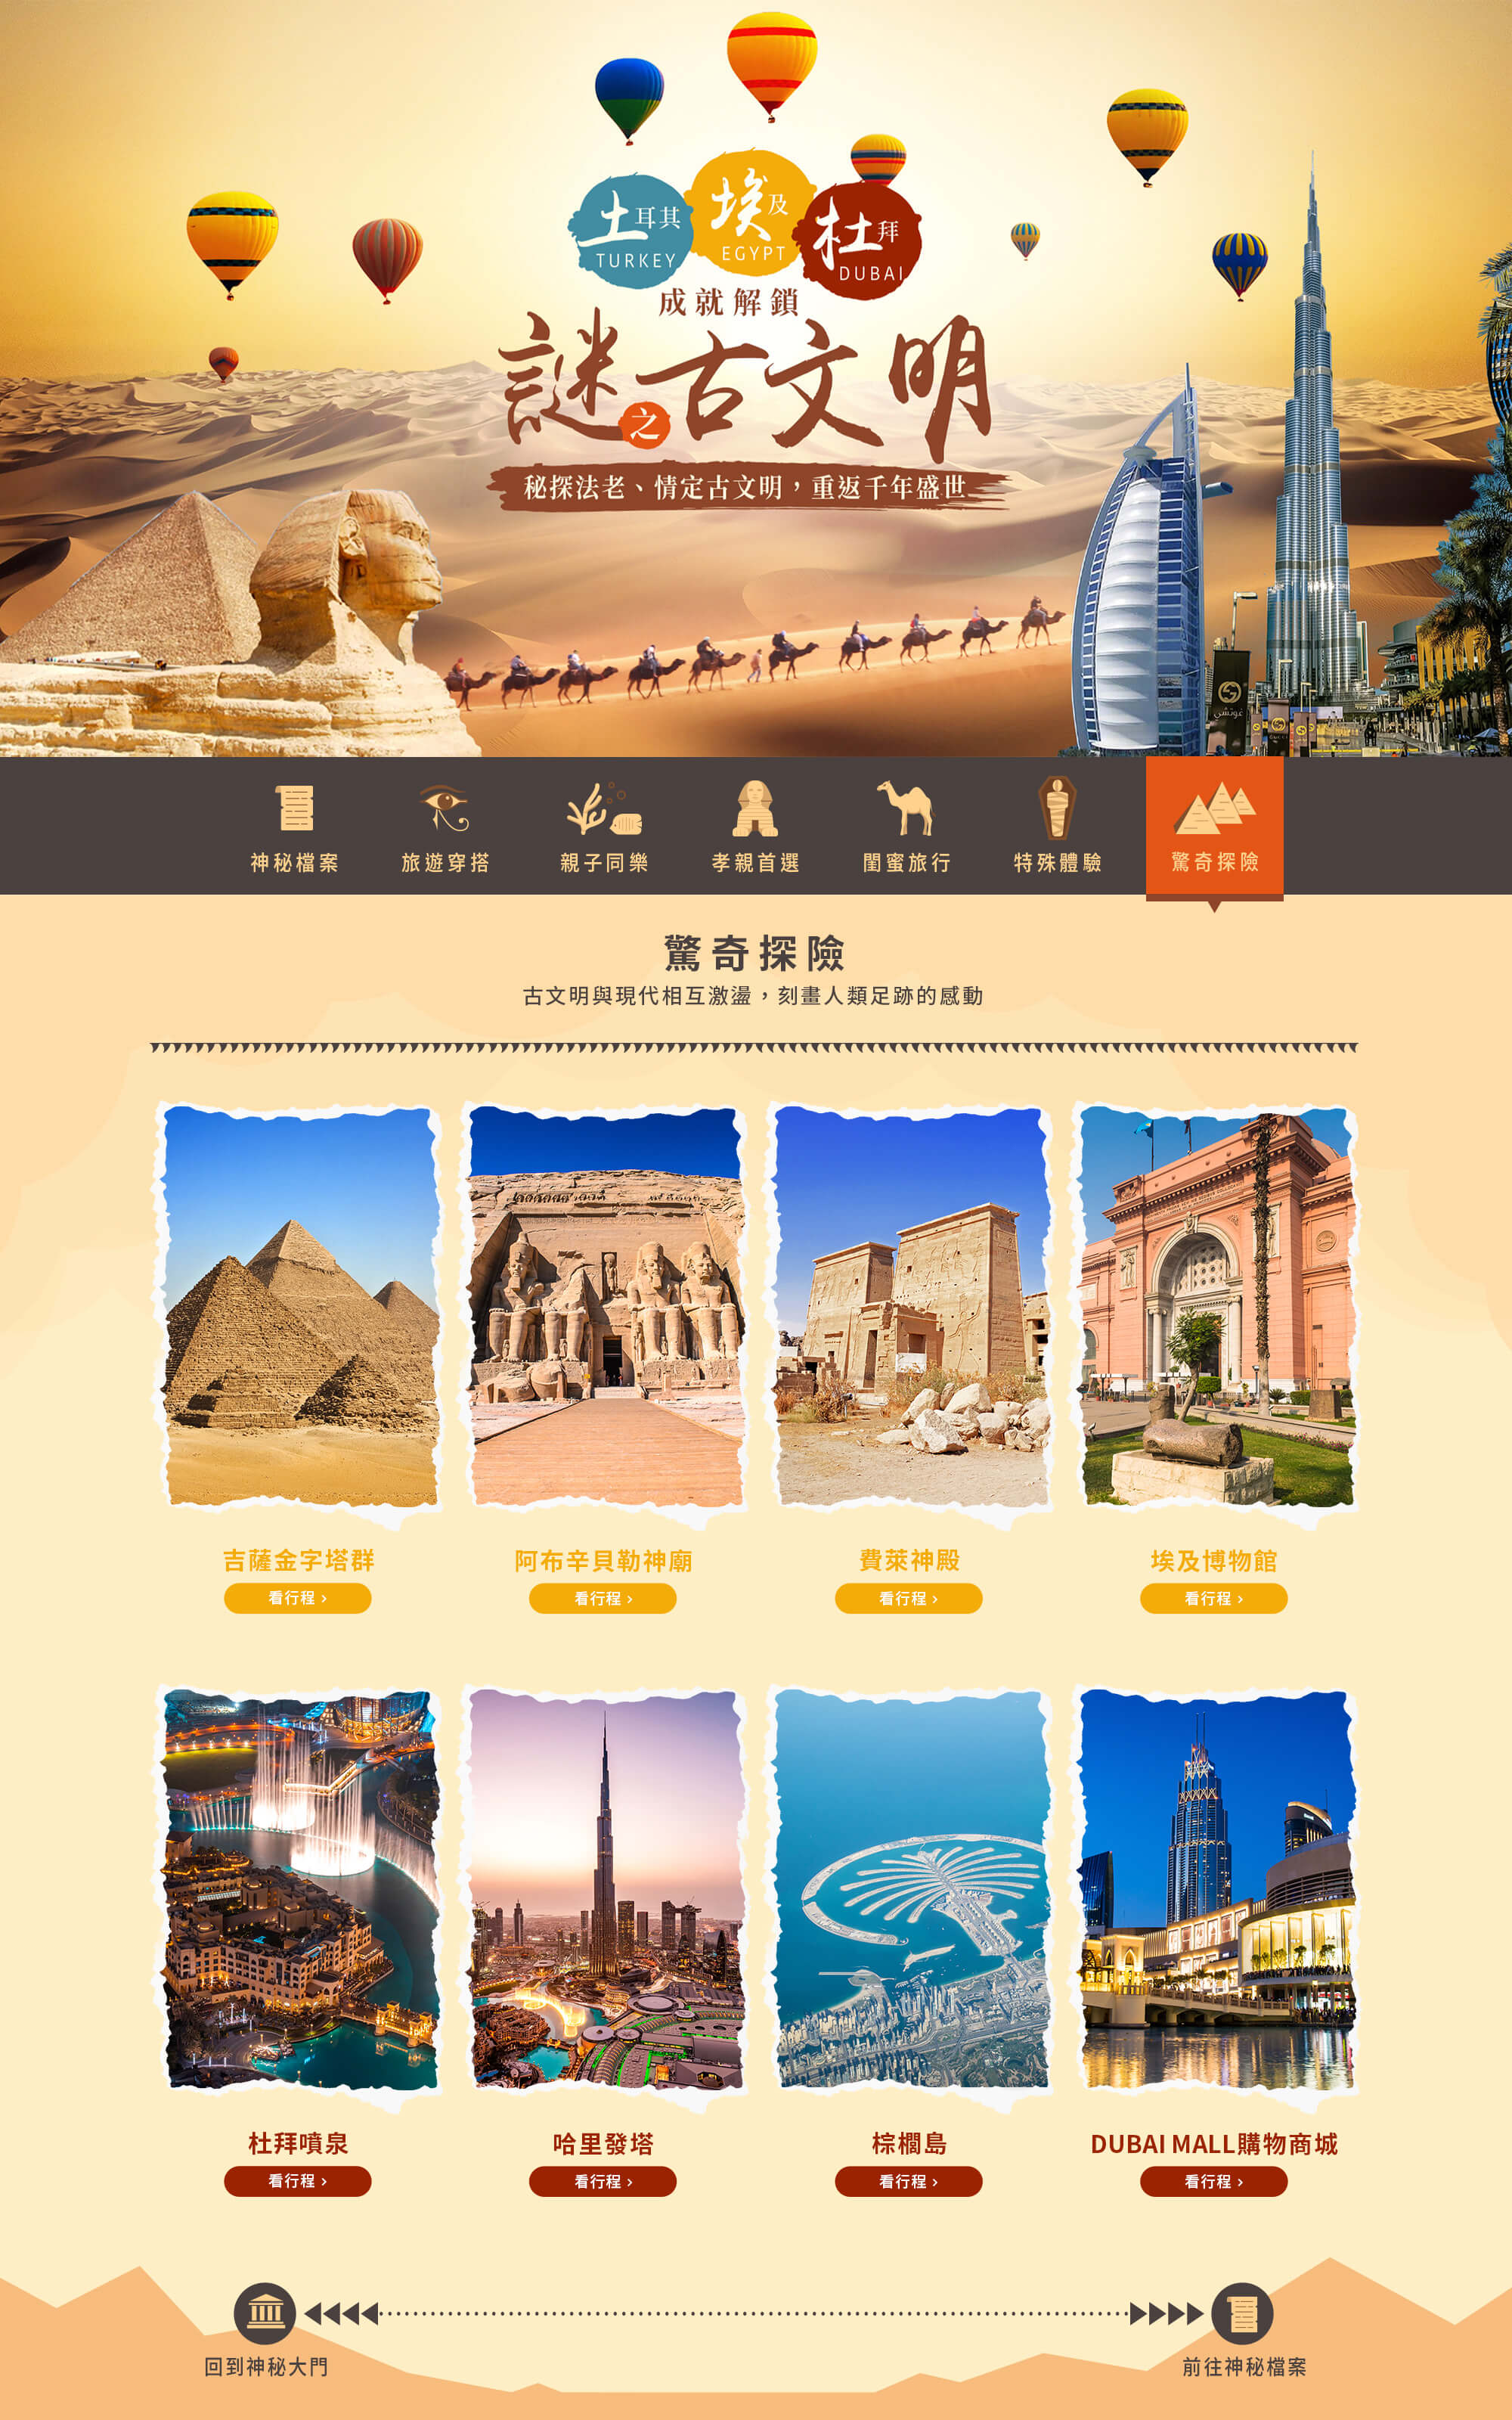 土耳其
TURKEY
埃及
EGYPT
杜拜
DUBAI
成就解鎖
謎之古文明
秘探法老、情定古文明，重返千年盛世
神秘檔案
旅遊穿搭
親子同樂
孝親首選
閨蜜旅行
特殊體驗
驚奇探險
驚奇探險
古文明與現代相互激盪，刻畫人類足跡的感動
吉薩金字塔群
阿布辛貝勒神廟
費萊神殿
埃及博物館
看行程 ›
看行程 ›
看行程 ›
看行程 ›
杜拜噴泉
哈里發塔
棕櫚島
DUBAI MALL購物商城
看行程 ›
看行程 ›
看行程 ›
看行程 ›
回到神秘大門
前往神秘檔案